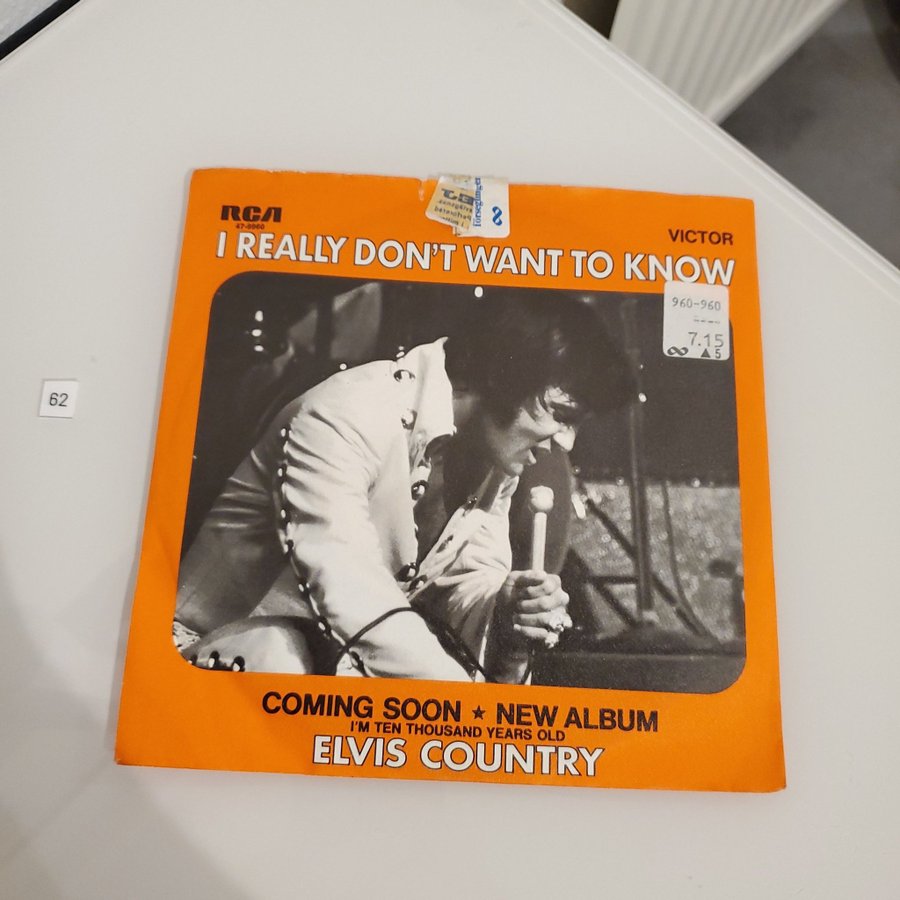 RCA
47-9960
VICTOR
I REALLY DON'T WANT TO KNOW
960-960
7.15
5
62
COMING SOON ★ NEW ALBUM
I'M TEN THOUSAND YEARS OLD
ELVIS COUNTRY